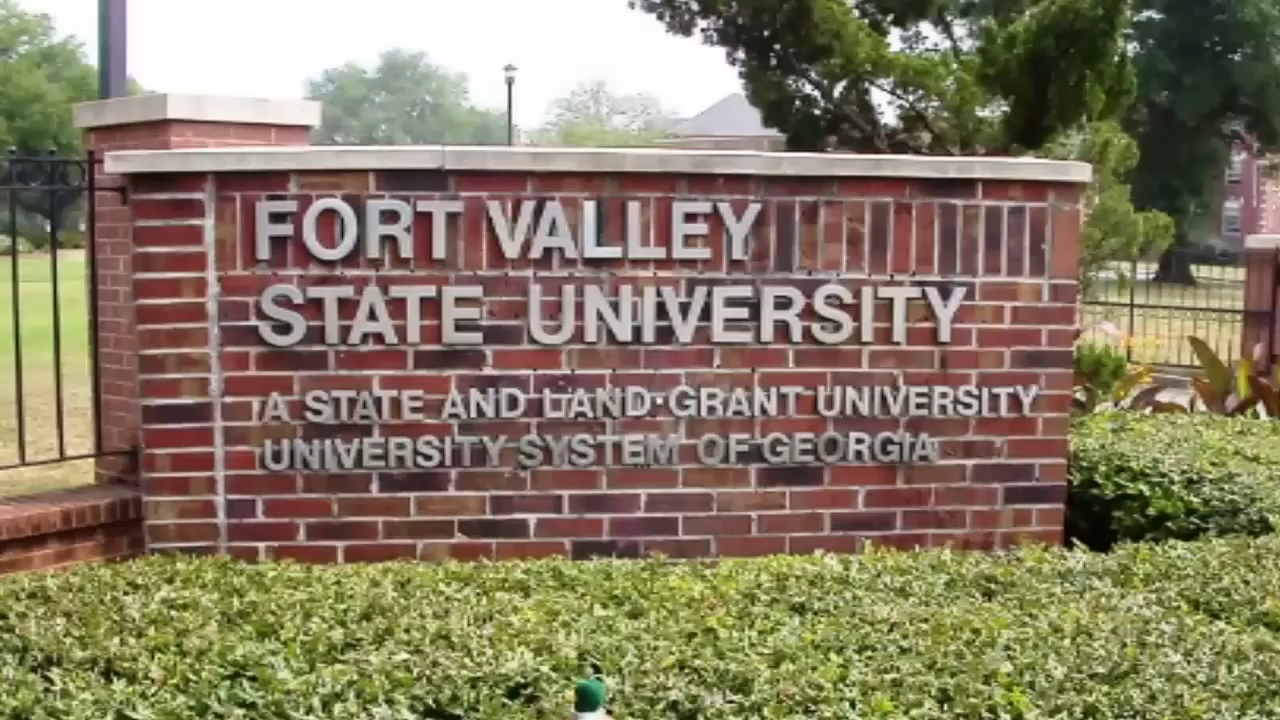 FORT VALLEY
STATE UNIVERSITY
A STATE AND LAND·GRANT UNIVERSITY
UNIVERSITY SYSTEM OF GEORGIA